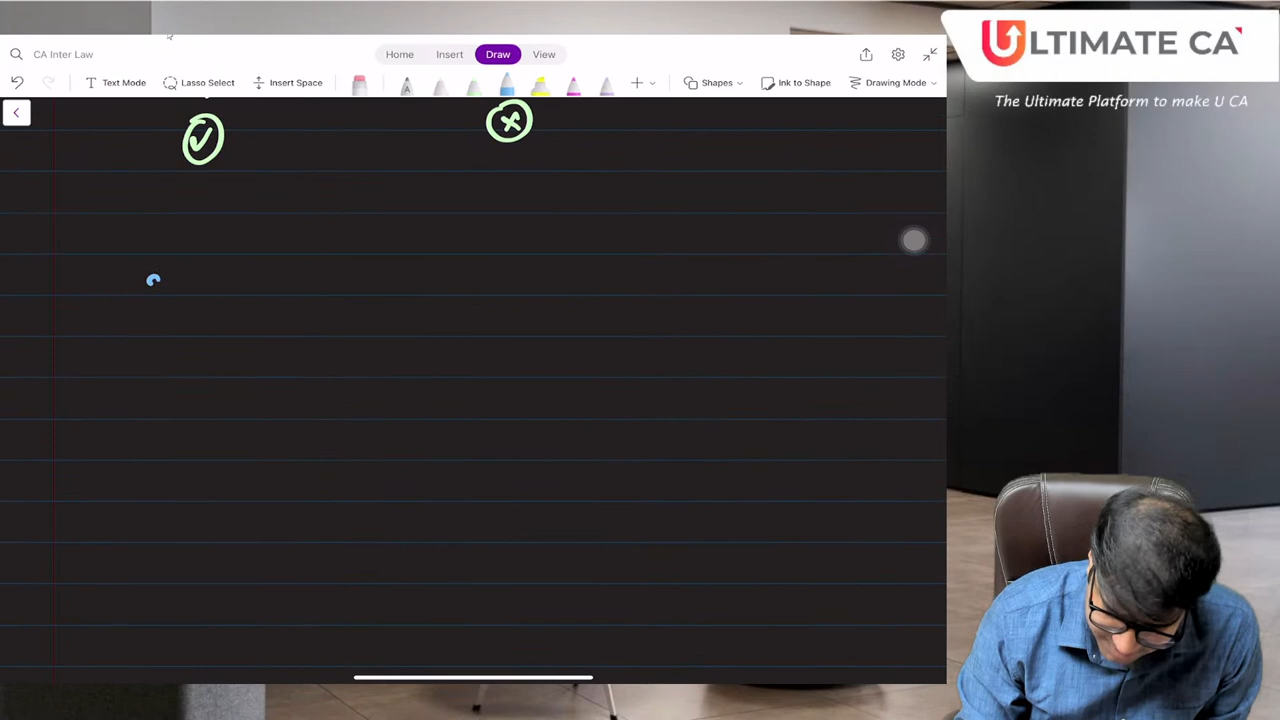 CA Inter Law
Home Insert Draw View
Text Mode Lasso Select Insert Space Shapes Ink to Shape Drawing Mode
ULTIMATE CA
The Ultimate Platform to make U CA